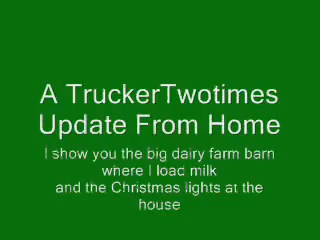 A TruckerTwotimes
Update From Home
I show you the big dairy farm barn
where I load milk
and the Christmas lights at the
house